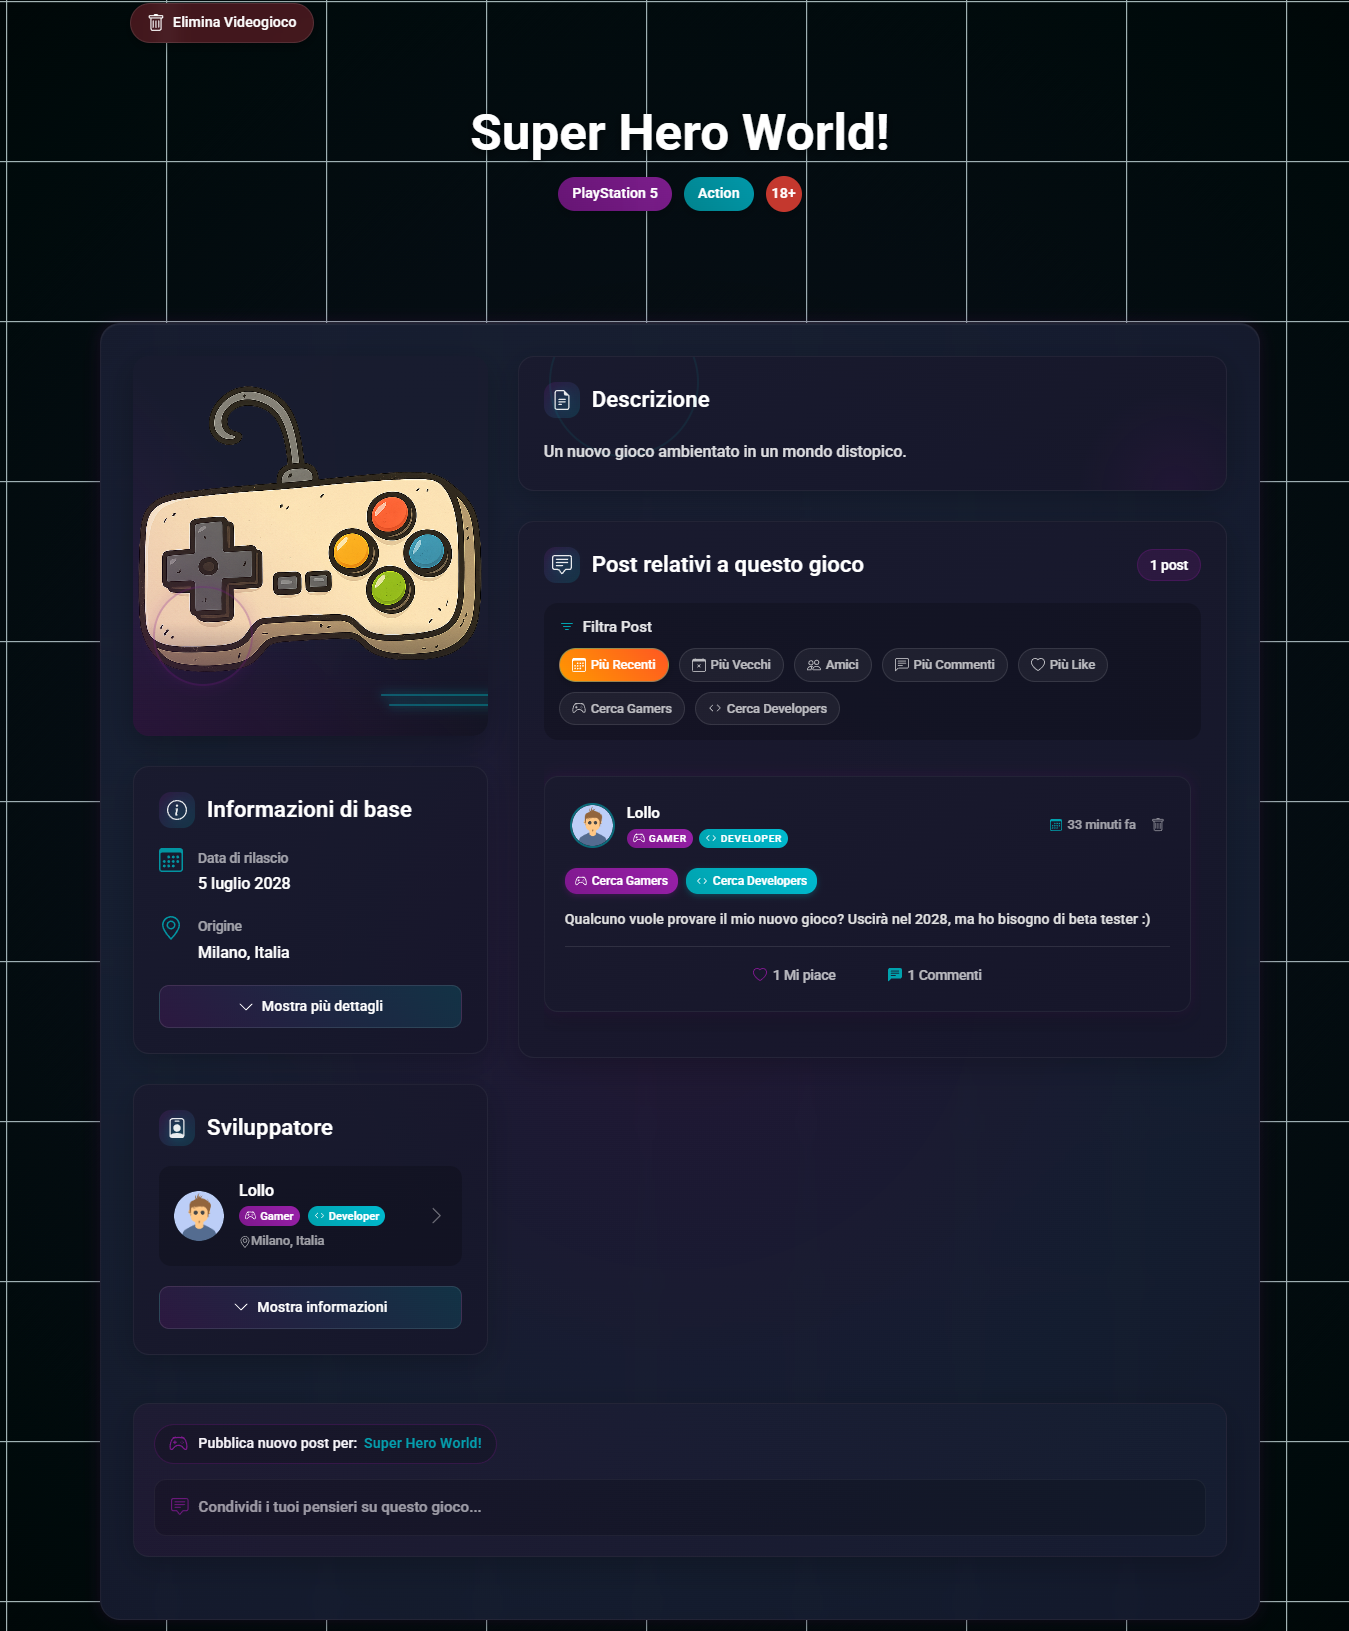 Elimina Videogioco
Super Hero World!
PlayStation 5
Action
18+
Descrizione
Un nuovo gioco ambientato in un mondo distopico.
Post relativi a questo gioco
1 post
Filtra Post
Più Recenti
Più Vecchi
Amici
Più Commenti
Più Like
Cerca Gamers
Cerca Developers
Lollo
GAMER
DEVELOPER
33 minuti fa
Cerca Gamers
Cerca Developers
Qualcuno vuole provare il mio nuovo gioco? Uscirà nel 2028, ma ho bisogno di beta tester :)
1 Mi piace
1 Commenti
Informazioni di base
Data di rilascio
5 luglio 2028
Origine
Milano, Italia
Mostra più dettagli
Sviluppatore
Lollo
Gamer
Developer
Milano, Italia
Mostra informazioni
Pubblica nuovo post per: Super Hero World!
Condividi i tuoi pensieri su questo gioco...